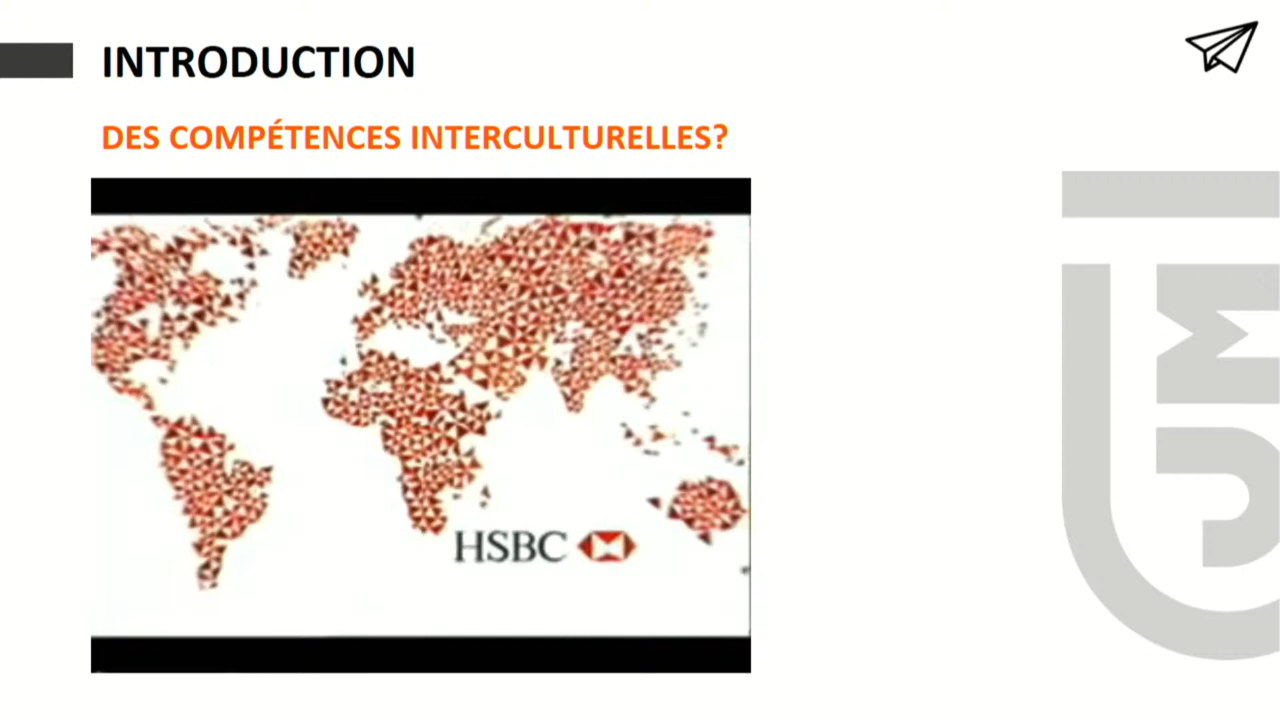 INTRODUCTION
DES COMPÉTENCES INTERCULTURELLES?
HSBC